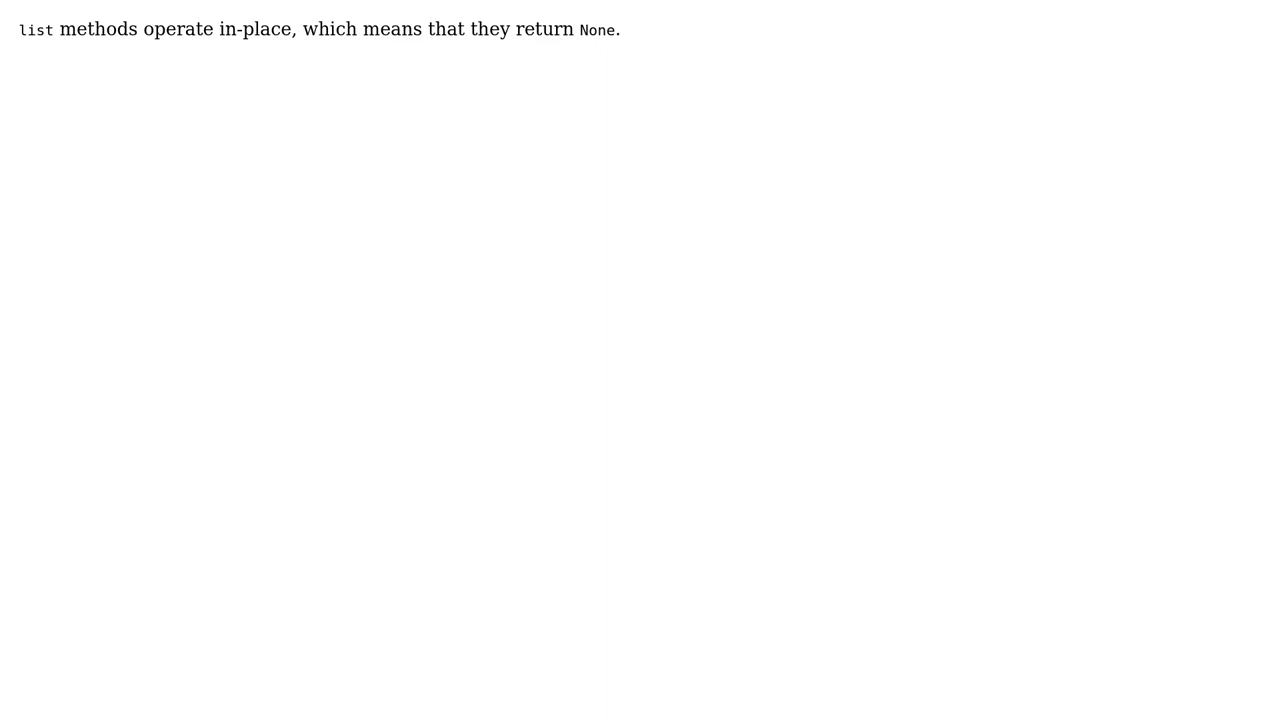 list methods operate in-place, which means that they return None.